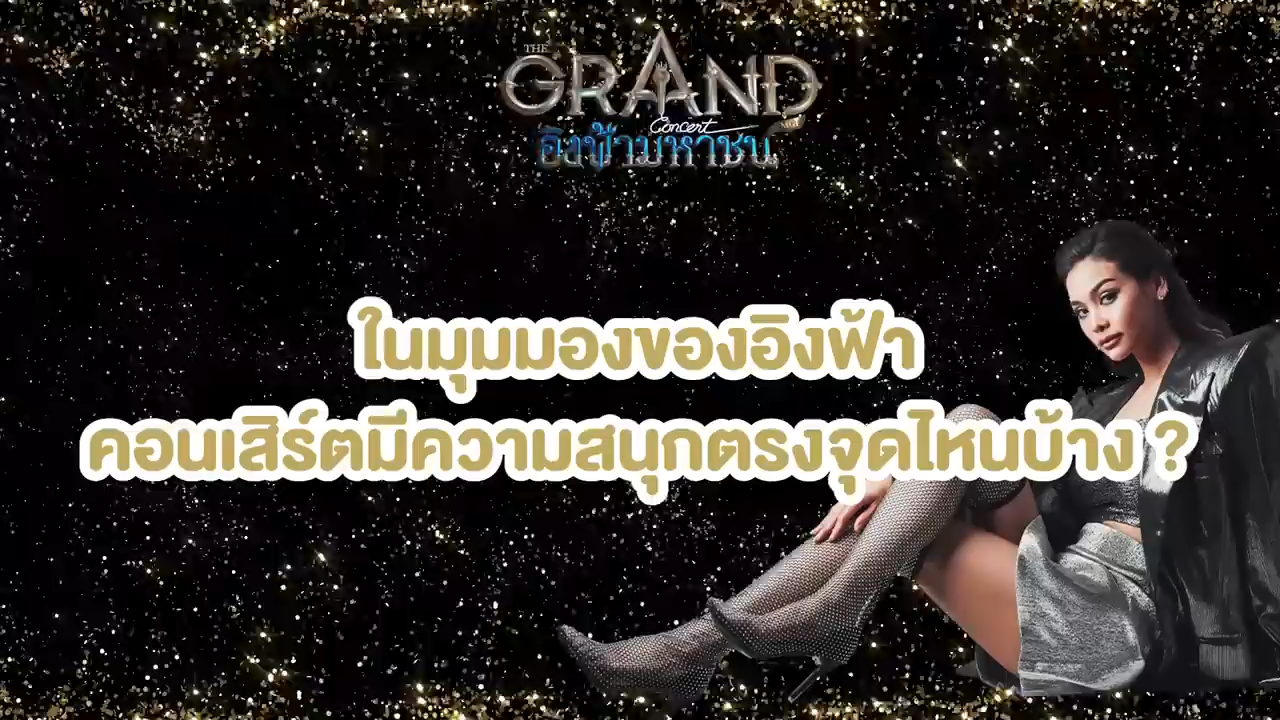 THE
GRAND
Concert
อิงฟ้ามหาชน
ในมุมมองของอิงฟ้า
คอนเสิร์ตมีความสนุกตรงจุดไหนบ้าง ?